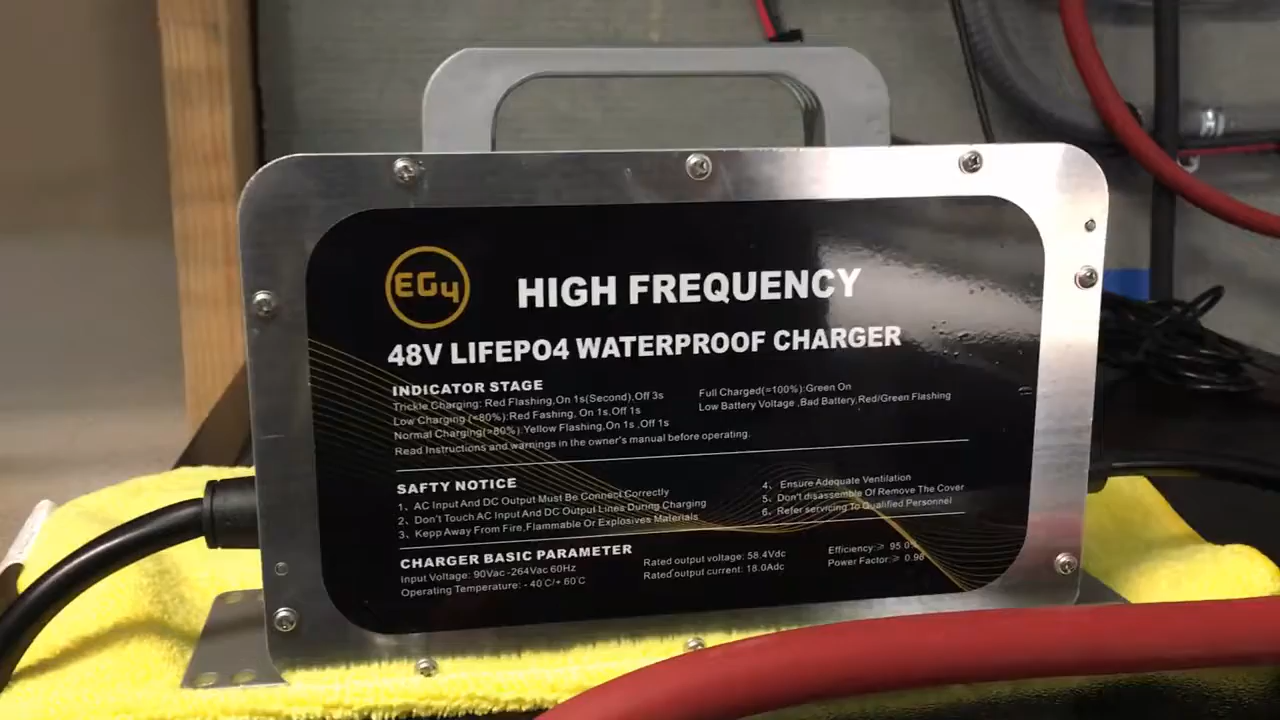 EG4
HIGH FREQUENCY
48V LIFEPO4 WATERPROOF CHARGER
INDICATOR STAGE
Trickle Charging: Red Flashing,On 1s(Second),Off 3s
Low Charging (<80%):Red Fashing, On 1s,Off 1s
Normal Charging(>80%):Yellow Flashing,On 1s ,Off 1s
Read Instructions and warnings in the owner's manual before operating.
Full Charged(=100%):Green On
Low Battery Voltage ,Bad Battery,Red/Green Flashing
SAFTY NOTICE
1、AC Input And DC Output Must Be Connect Correctly
2、Don't Touch AC Input And DC Output Lines During Charging
3、Kepp Away From Fire,Flammable Or Explosives Materials
4、Ensure Adequate Ventilation
5、Don't disassemble Of Remove The Cover
6、Refer servicing To Qualified Personnel
CHARGER BASIC PARAMETER
Input Voltage: 90Vac -264Vac 60Hz
Operating Temperature: - 40℃/+ 60℃
Rated output voltage: 58.4Vdc
Rated output current: 18.0Adc
Efficiency:≥ 95.0%
Power Factor:≥ 0.98